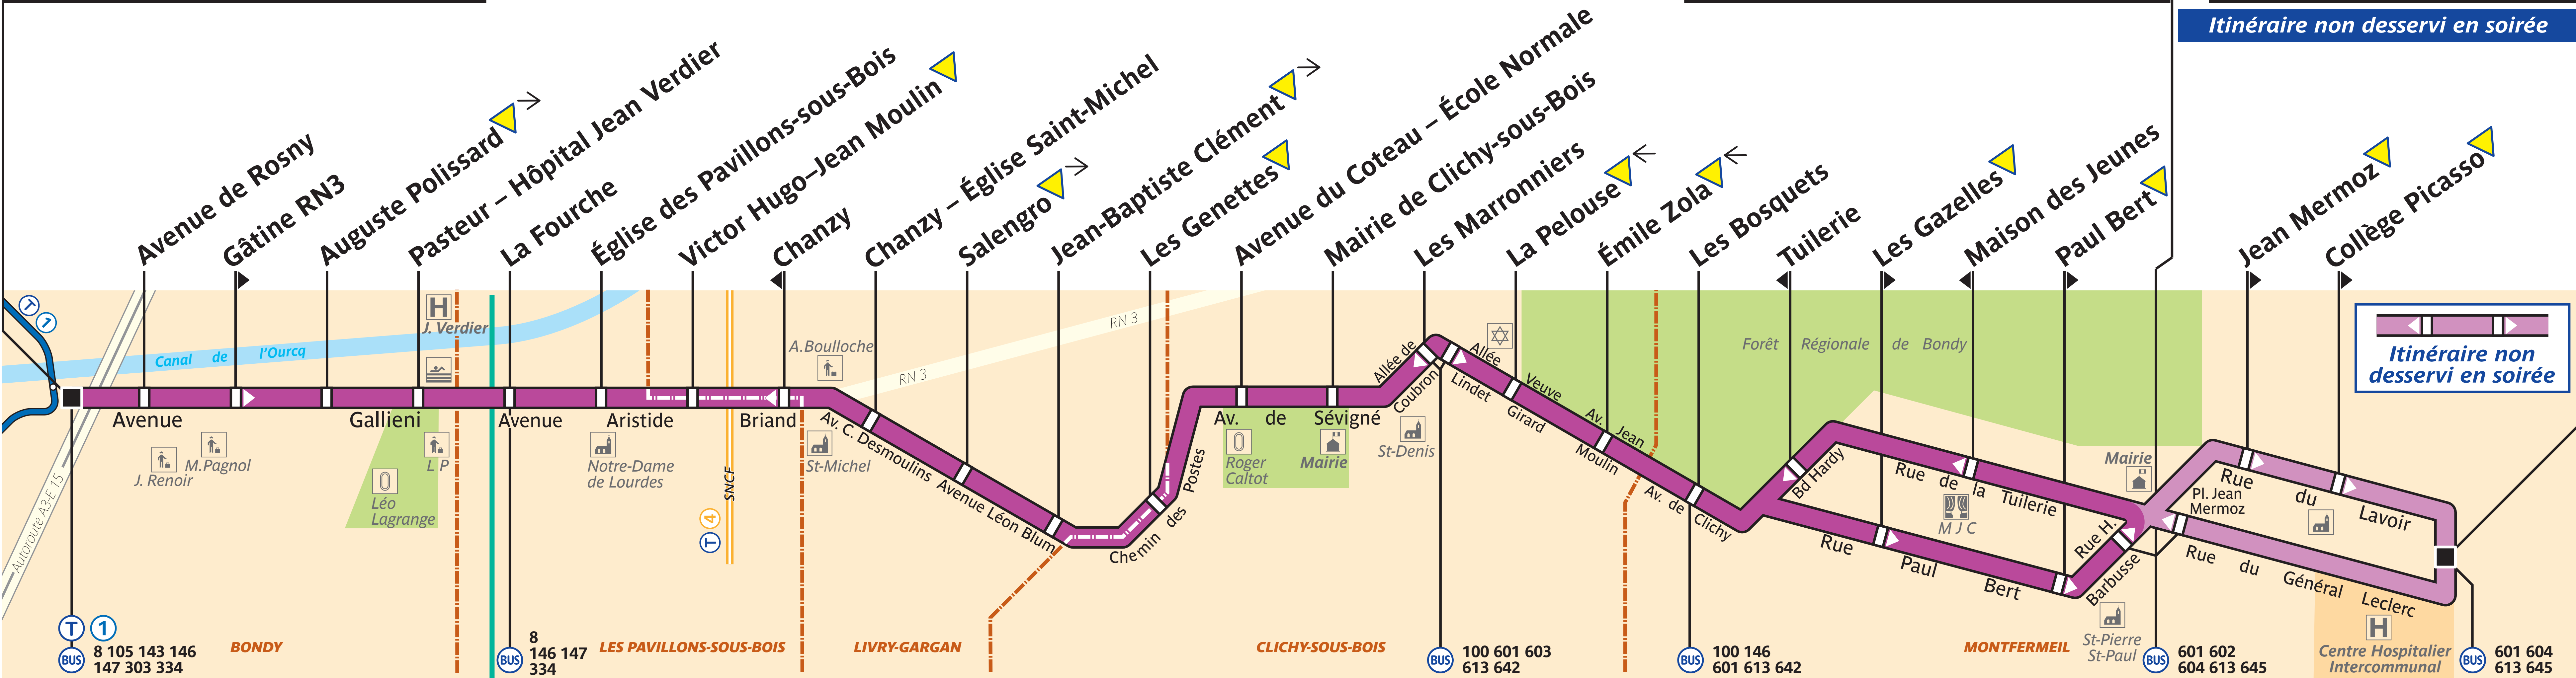 Itinéraire non desservi en soirée
Avenue de Rosny
Gâtine RN3
Auguste Polissard
Pasteur – Hôpital Jean Verdier
La Fourche
Église des Pavillons-sous-Bois
Victor Hugo–Jean Moulin
Chanzy
Chanzy – Église Saint-Michel
Salengro
Jean-Baptiste Clément
Les Genettes
Avenue du Coteau – École Normale
Mairie de Clichy-sous-Bois
Les Marronniers
La Pelouse
Émile Zola
Les Bosquets
Tuilerie
Les Gazelles
Maison des Jeunes
Paul Bert
Jean Mermoz
Collège Picasso
T 1
Canal de l'Ourcq
H
J. Verdier
A.Boulloche
RN 3
RN 3
Forêt Régionale de Bondy
Itinéraire non
desservi en soirée
Avenue
Gallieni
Avenue
Aristide
Briand
Av. C. Desmoulins
Avenue Léon Blum
Chemin
des
Postes
Av. de Sévigné
Allée de
Coubron
Allée
Lindet
Veuve
Girard
Av. Jean
Moulin
Av. de
Clichy
Bd Hardy
Rue de la Tuilerie
Rue Paul Bert
Rue H.
Barbusse
Pl. Jean
Mermoz
Rue du Lavoir
Rue du Général Leclerc
J. Renoir
M.Pagnol
L P
Léo
Lagrange
Notre-Dame
de Lourdes
St-Michel
SNCF
4
T
Roger
Caltot
Mairie
St-Denis
M J C
Mairie
St-Pierre
St-Paul
H
Centre Hospitalier
Intercommunal
Autoroute A3-E 15
T 1
BUS
8 105 143 146
147 303 334
BONDY
BUS
8
146 147
334
LES PAVILLONS-SOUS-BOIS
LIVRY-GARGAN
CLICHY-SOUS-BOIS
BUS
100 601 603
613 642
BUS
100 146
601 613 642
MONTFERMEIL
BUS
601 602
604 613 645
BUS
601 604
613 645